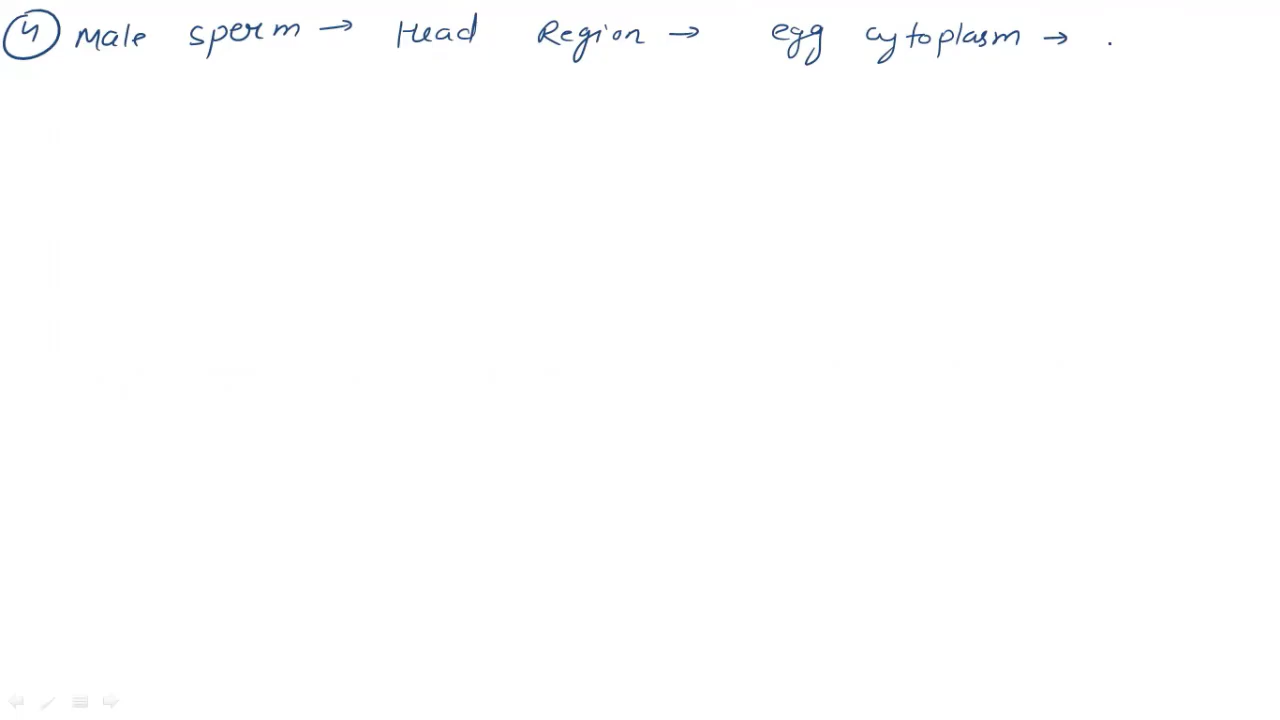 ④ Male sperm → Head Region → egg cytoplasm → .